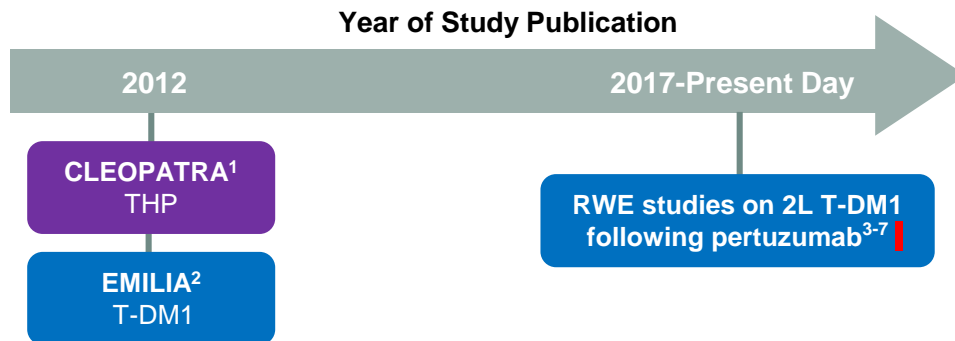 Year of Study Publication
2012
2017-Present Day
CLEOPATRA¹
THP
RWE studies on 2L T-DM1
following pertuzumab³⁻⁷
EMILIA²
T-DM1